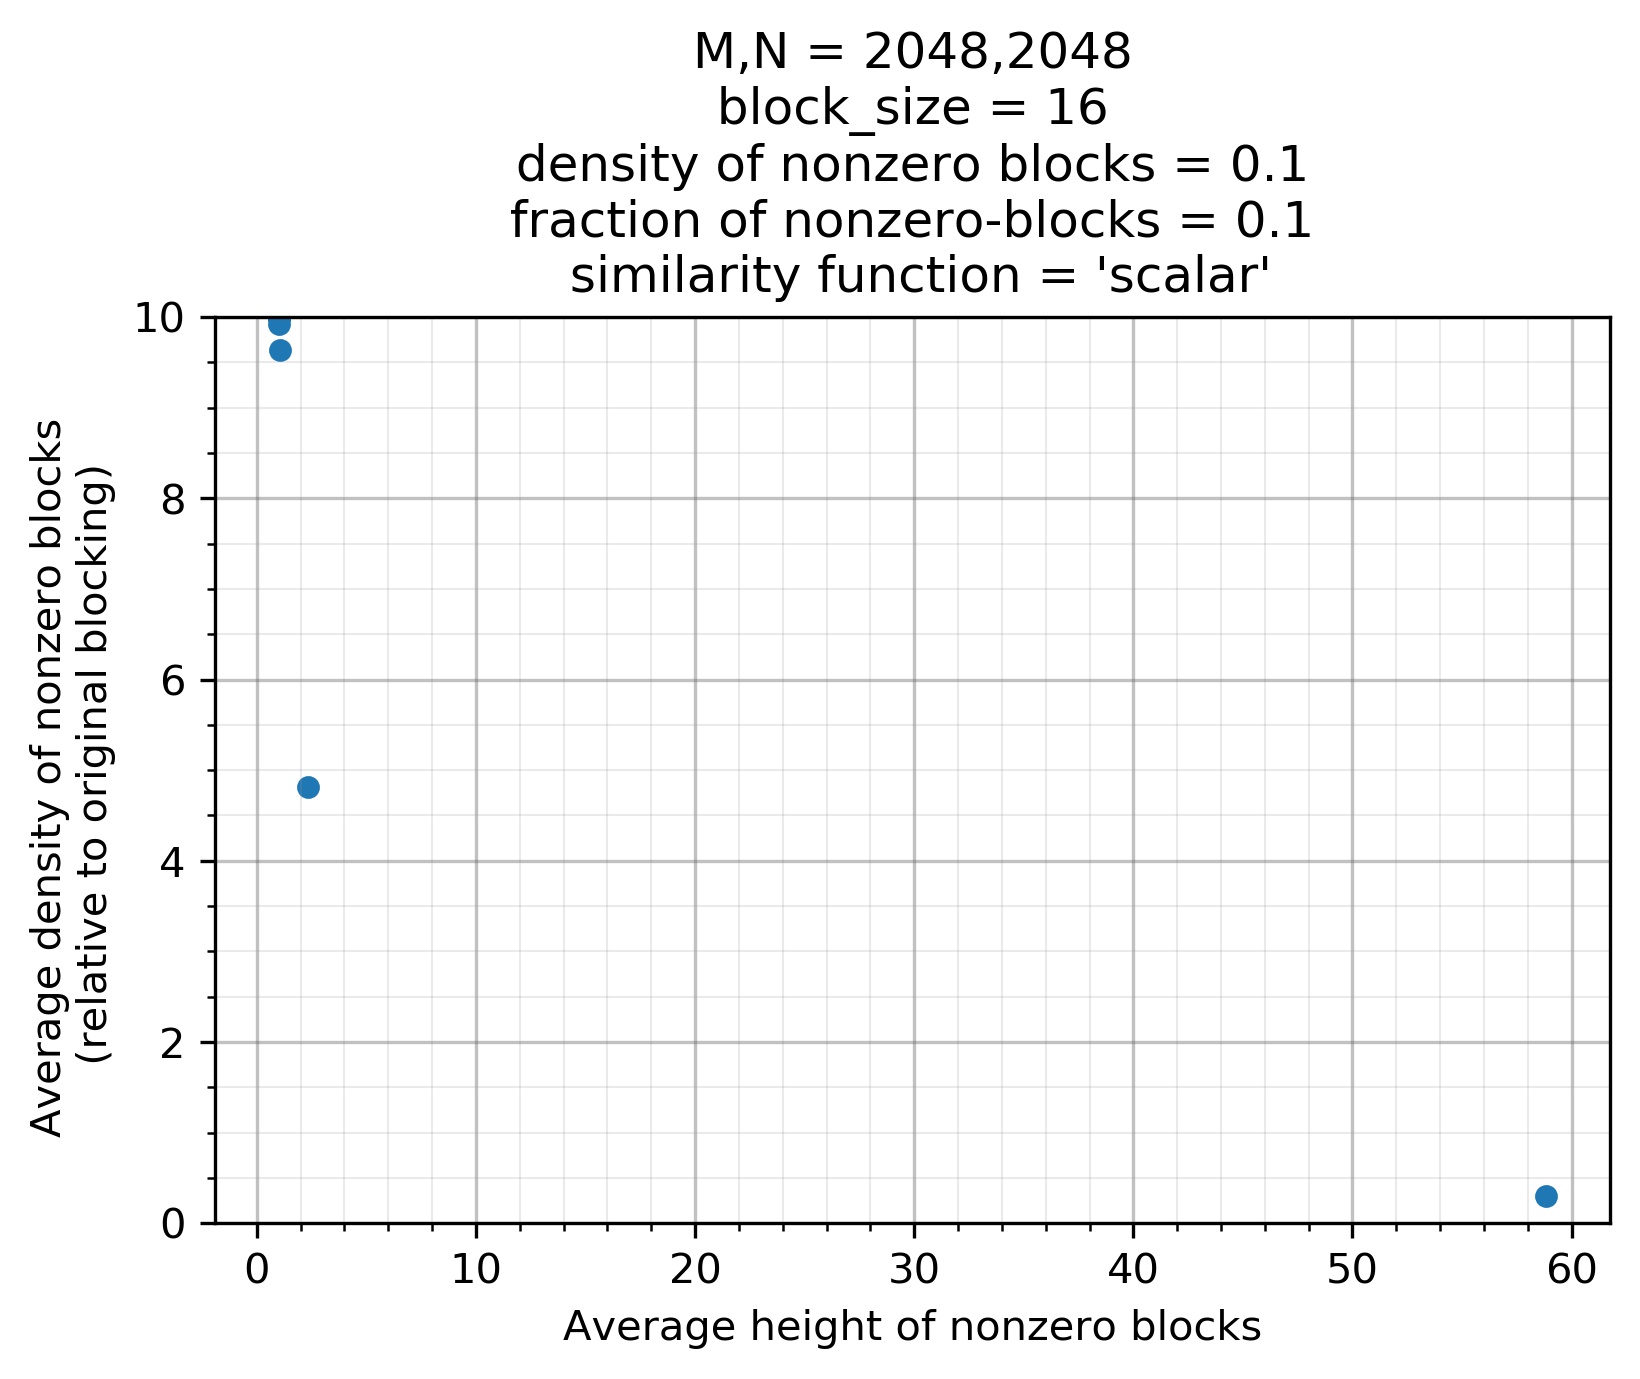 M,N = 2048,2048
block_size = 16
density of nonzero blocks = 0.1
fraction of nonzero-blocks = 0.1
similarity function = 'scalar'
Average density of nonzero blocks
(relative to original blocking)
10
8
6
4
2
0
0 10 20 30 40 50 60
Average height of nonzero blocks